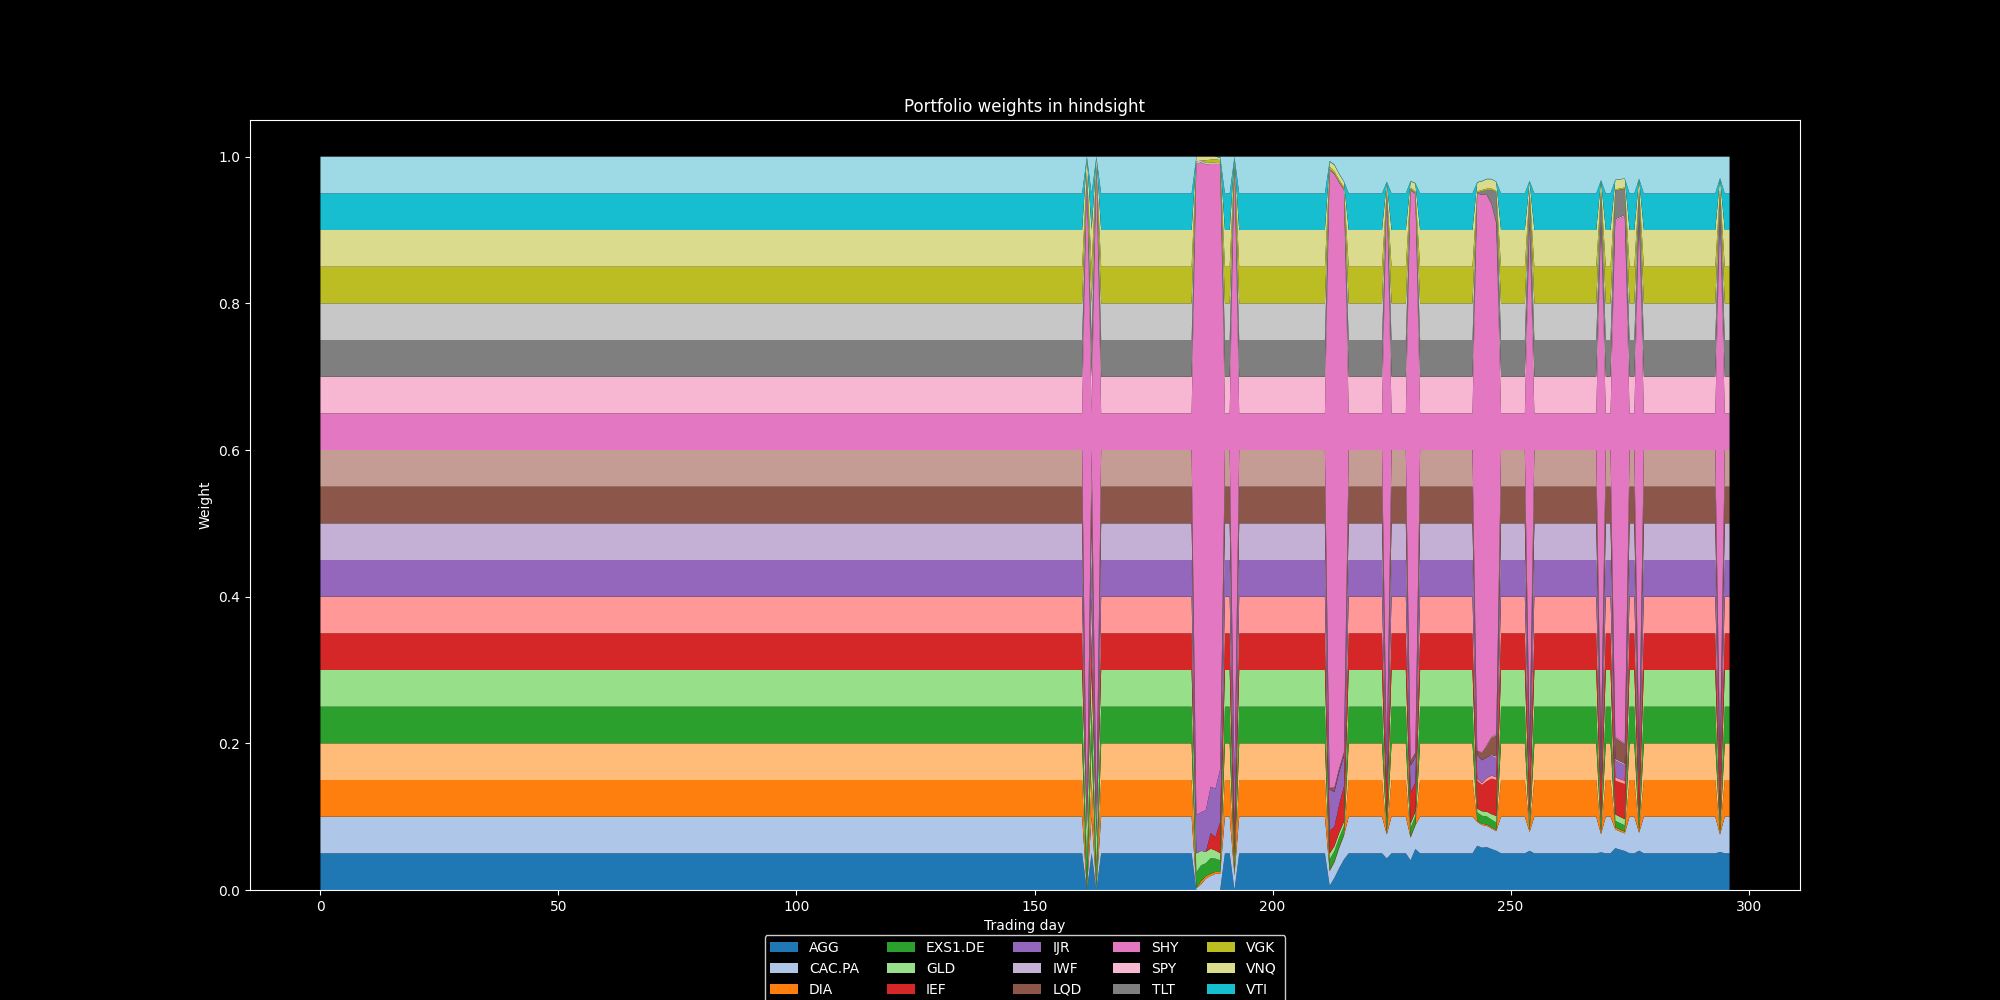 Portfolio weights in hindsight
1.0
0.8
0.6
0.4
0.2
0.0
Weight
0 50 100 150 200 250 300
Trading day
AGG EXS1.DE IJR SHY VGK
CAC.PA GLD IWF SPY VNQ
DIA IEF LQD TLT VTI